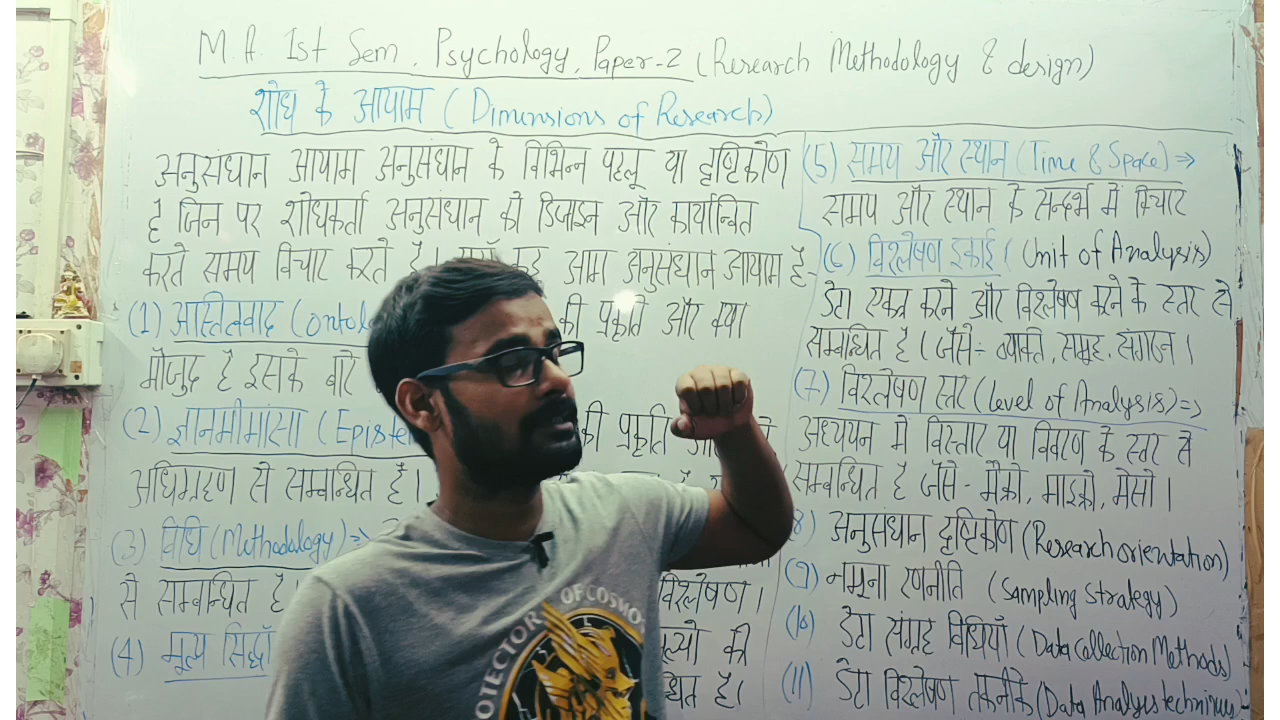 M.A. Ist Sem. Psychology, Paper-2 (Research Methodology & design)
शोध के आयाम (Dimensions of Research)
अनुसंधान आयाम अनुसंधान के विभिन्न पहलू या दृष्टिकोण
है जिन पर शोधकर्ता अनुसंधान को डिजाइन और कार्यान्वित
करते समय विचार करते है। आम अनुसंधान आयाम है-
(1) अस्तित्ववाद (ontol की प्रकृति और क्या
मौजुद है इसके बारे
(2) ज्ञानमीमांसा (Episte की प्रकृति
अधिग्रहण से सम्बन्धित है।
(3) विधि (Methodology)=>
से सम्बन्धित है। विश्लेषण।
(4) मूल्य सिद्धाँ मूल्यो की
है।
(5) समय और स्थान (Time & Space) =>
समय और स्थान के सन्दर्भ में विचार
(6) विश्लेषण इकाई (Unit of Analysis)
डेटा एकत्र करने और विश्लेषण करने के स्तर से
सम्बन्धित है (जैसे- व्यक्ति, समूह, संगठन।
(7) विश्लेषण स्तर (level of Analysis)=>
अध्ययन में विस्तार या विवरण के स्तर से
सम्बन्धित है जैसे - मैक्रो, माइक्रो, मेसो।
8) अनुसंधान दृष्टिकोण (Research orientation)
(9) नमूना रणनीति (Sampling Strategy)
(10) डेटा संग्रह विधियाँ (Data Collection Methods)
(11) डेटा विश्लेषण तकनीके (Data Analysis techniques)
OTECTOR OF COSMO